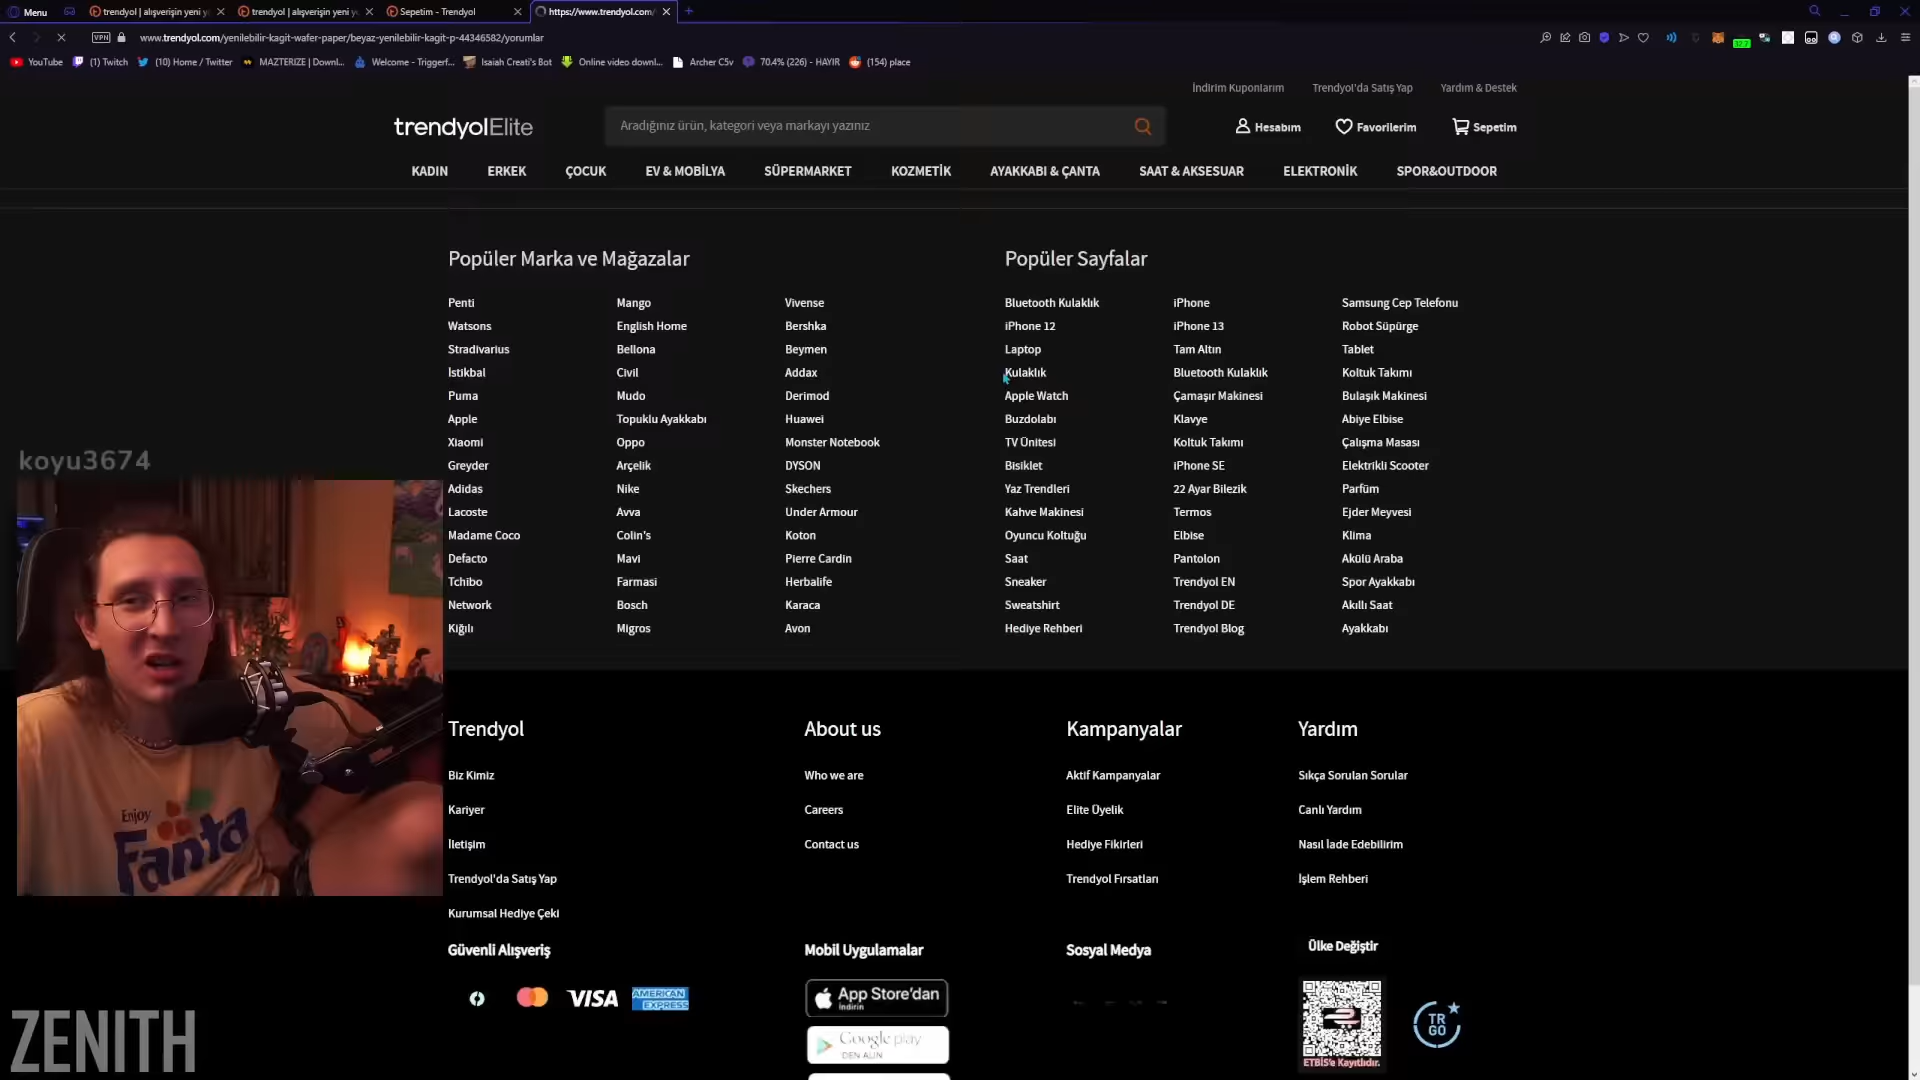 Menu
trendyol | alışverişin yeni y
trendyol | alışverişin yeni y
Sepetim - Trendyol
https://www.trendyol.com/
VPN
www.trendyol.com/yenilebilir-kagit-wafer-paper/beyaz-yenilebilir-kagit-p-44346582/yorumlar
YouTube
(1) Twitch
(10) Home / Twitter
MAZTERIZE | Downl...
Welcome - Triggerf...
Isaiah Creati's Bot
Online video downl...
Archer C5v
70.4% (226) - HAYIR
(154) place
İndirim Kuponlarım
Trendyol'da Satış Yap
Yardım & Destek
trendyolElite
Aradığınız ürün, kategori veya markayı yazınız
Hesabım
Favorilerim
Sepetim
KADIN
ERKEK
ÇOCUK
EV & MOBİLYA
SÜPERMARKET
KOZMETİK
AYAKKABI & ÇANTA
SAAT & AKSESUAR
ELEKTRONİK
SPOR&OUTDOOR
Popüler Marka ve Mağazalar
Penti
Mango
Vivense
Watsons
English Home
Bershka
Stradivarius
Bellona
Beymen
İstikbal
Civil
Addax
Puma
Mudo
Derimod
Apple
Topuklu Ayakkabı
Huawei
Xiaomi
Oppo
Monster Notebook
Greyder
Arçelik
DYSON
Adidas
Nike
Skechers
Lacoste
Avva
Under Armour
Madame Coco
Colin's
Koton
Defacto
Mavi
Pierre Cardin
Tchibo
Farmasi
Herbalife
Network
Bosch
Karaca
Kiğılı
Migros
Avon
Popüler Sayfalar
Bluetooth Kulaklık
iPhone
Samsung Cep Telefonu
iPhone 12
iPhone 13
Robot Süpürge
Laptop
Tam Altın
Tablet
Kulaklık
Bluetooth Kulaklık
Koltuk Takımı
Apple Watch
Çamaşır Makinesi
Bulaşık Makinesi
Buzdolabı
Klavye
Abiye Elbise
TV Ünitesi
Koltuk Takımı
Çalışma Masası
Bisiklet
iPhone SE
Elektrikli Scooter
Yaz Trendleri
22 Ayar Bilezik
Parfüm
Kahve Makinesi
Termos
Ejder Meyvesi
Oyuncu Koltuğu
Elbise
Klima
Saat
Pantolon
Akülü Araba
Sneaker
Trendyol EN
Spor Ayakkabı
Sweatshirt
Trendyol DE
Akıllı Saat
Hediye Rehberi
Trendyol Blog
Ayakkabı
koyu3674
Enjoy
Fanta
ZENITH
Trendyol
Biz Kimiz
Kariyer
İletişim
Trendyol'da Satış Yap
Kurumsal Hediye Çeki
About us
Who we are
Careers
Contact us
Kampanyalar
Aktif Kampanyalar
Elite Üyelik
Hediye Fikirleri
Trendyol Fırsatları
Yardım
Sıkça Sorulan Sorular
Canlı Yardım
Nasıl İade Edebilirim
İşlem Rehberi
Güvenli Alışveriş
VISA
AMERICAN EXPRESS
Mobil Uygulamalar
App Store'dan
İndirin
Google play
DEN ALIN
Sosyal Medya
Ülke Değiştir
ETBİS'e Kayıtlıdır.
TR
GO